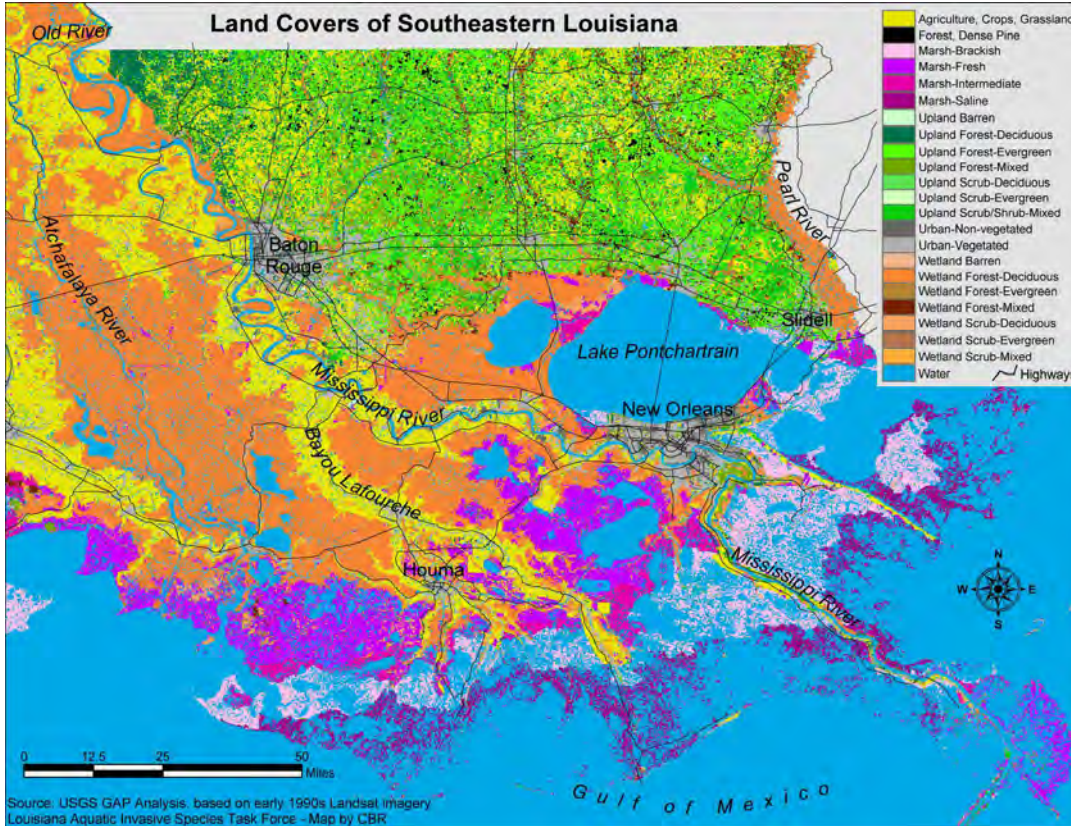 Land Covers of Southeastern Louisiana
Old River
Agriculture, Crops, Grassland
Forest, Dense Pine
Marsh-Brackish
Marsh-Fresh
Marsh-Intermediate
Marsh-Saline
Upland Barren
Upland Forest-Deciduous
Upland Forest-Evergreen
Upland Forest-Mixed
Upland Scrub-Deciduous
Upland Scrub-Evergreen
Upland Scrub/Shrub-Mixed
Urban-Non-vegetated
Urban-Vegetated
Wetland Barren
Wetland Forest-Deciduous
Wetland Forest-Evergreen
Wetland Forest-Mixed
Wetland Scrub-Deciduous
Wetland Scrub-Evergreen
Wetland Scrub-Mixed
Water
Highways
Pearl River
Atchafalaya River
Baton
Rouge
Slidell
Lake Pontchartrain
Mississippi River
New Orleans
Bayou Lafourche
Houma
Mississippi River
N
W
E
S
0 12.5 25 50
Miles
Gulf of Mexico
Source: USGS GAP Analysis, based on early 1990s Landsat Imagery
Louisiana Aquatic Invasive Species Task Force - Map by CBR